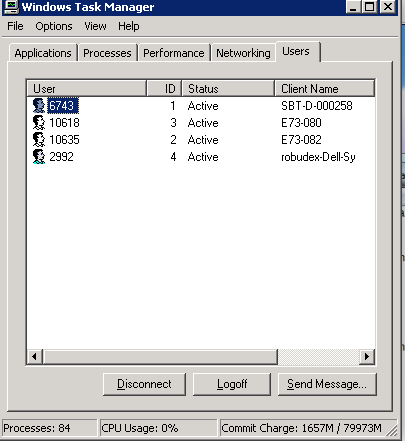 Windows Task Manager
File Options View Help
Applications Processes Performance Networking Users
User ID Status Client Name
6743 1 Active SBT-D-000258
10618 3 Active E73-080
10635 2 Active E73-082
2992 4 Active robudex-Dell-Sy
Disconnect Logoff Send Message...
Processes: 84 CPU Usage: 0% Commit Charge: 1657M / 79973M